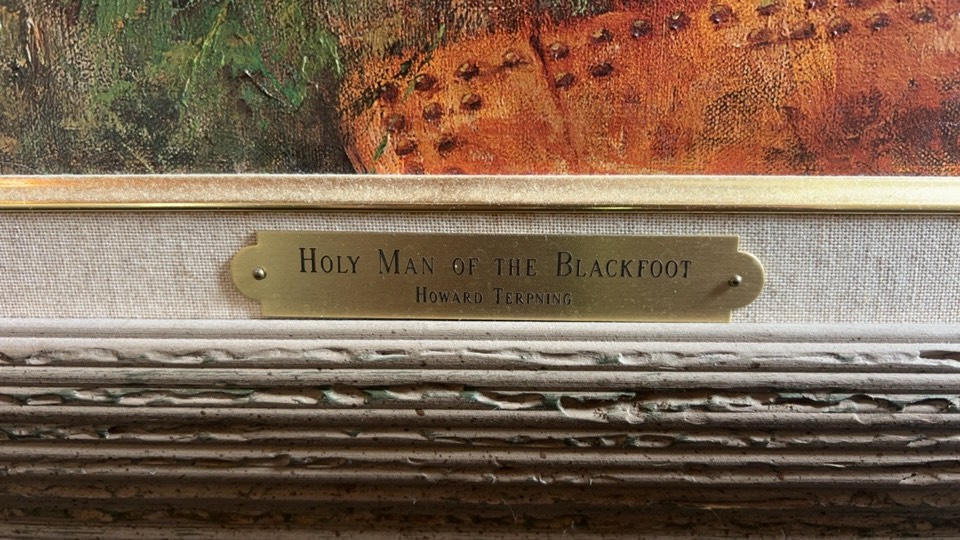 Holy Man of the Blackfoot
Howard Terpning